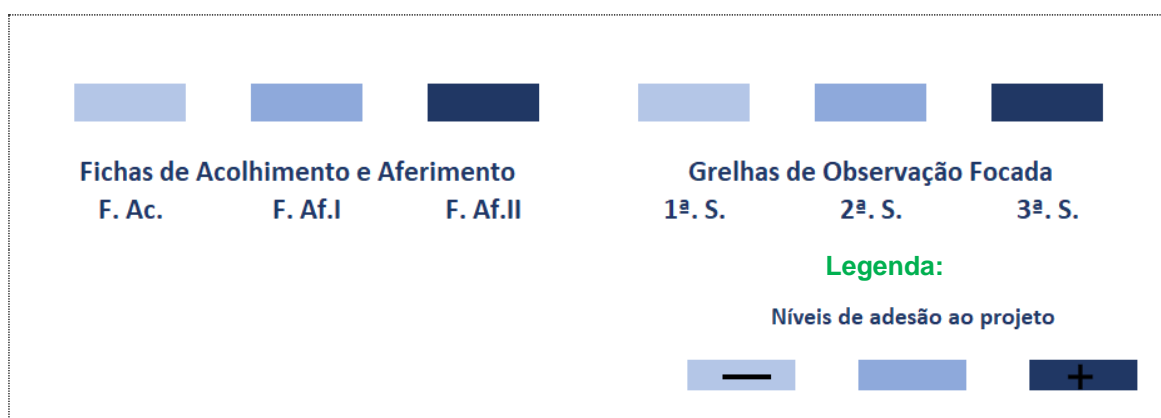 Fichas de Acolhimento e Aferimento
F. Ac. F. Af.I F. Af.II
Grelhas de Observação Focada
1ª. S. 2ª. S. 3ª. S.
Legenda:
Níveis de adesão ao projeto
— +